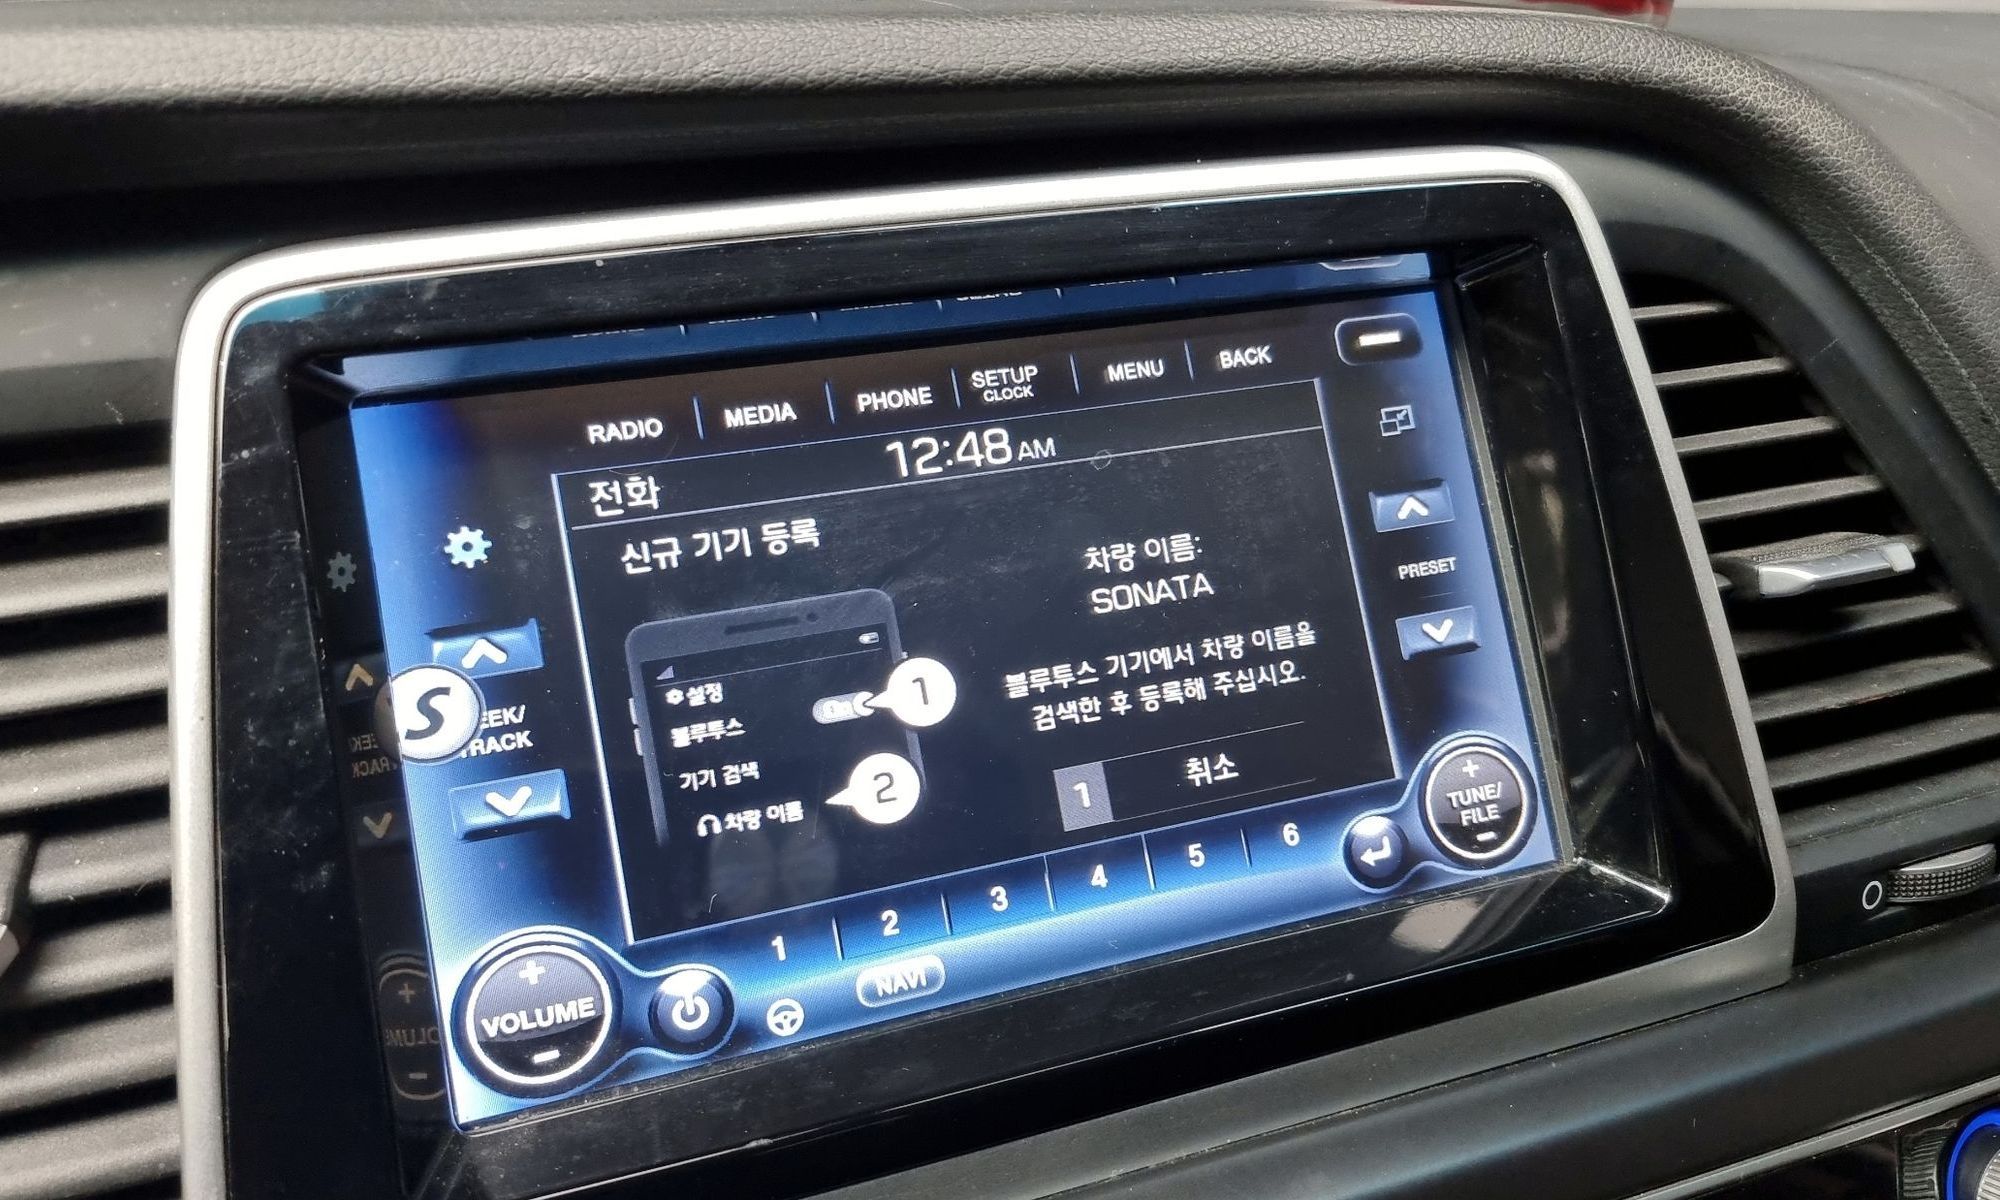 RADIO
MEDIA
PHONE
SETUP
CLOCK
MENU
BACK
12:48 AM
전화
신규 기기 등록
차량 이름:
SONATA
블루투스 기기에서 차량 이름을
검색한 후 등록해 주십시오.
설정
블루투스
1
기기 검색
차량 이름
2
1 취소
S
TRACK
PRESET
+
TUNE/
FILE
-
1 2 3 4 5 6
+
VOLUME
-
NAVI